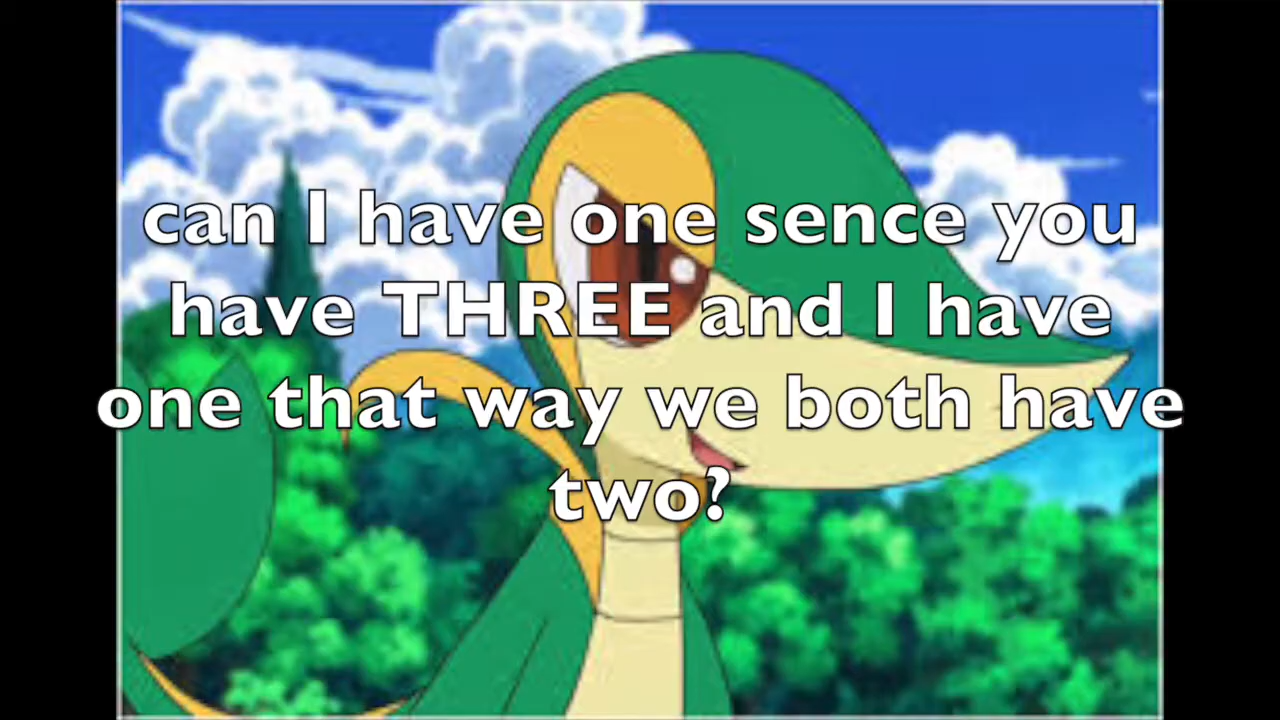 can I have one sence you
have THREE and I have
one that way we both have
two?